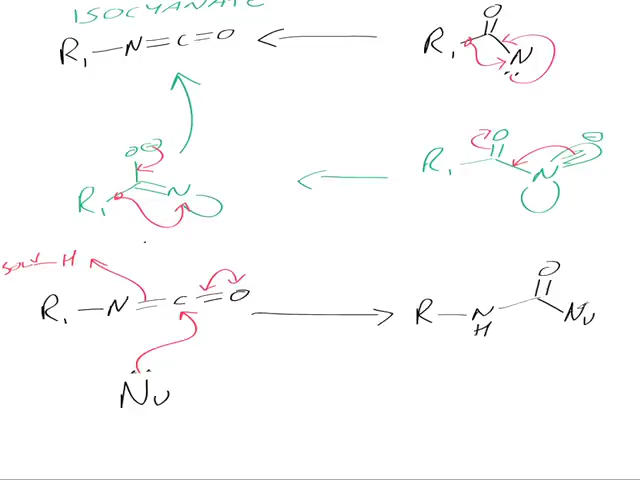 ISOCYANATE
R1—N=C=O
O
R1 N
O⊖
R1 N
O ⊖
R1 N
solv—H
R1—N=C=O
O
R—N
H
Nu
Nu